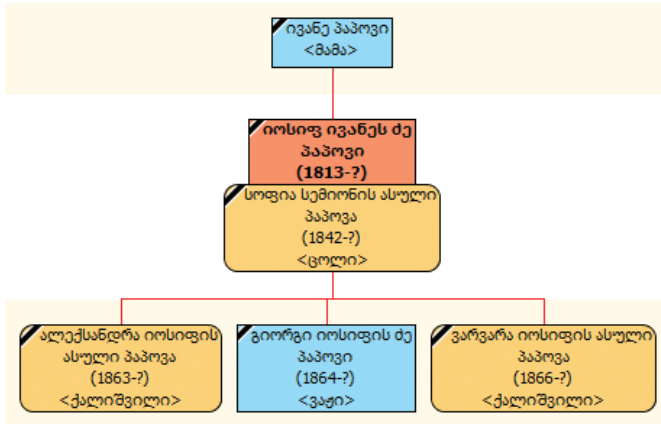 ივანე პაპოვი
<მამა>
იოსიფ ივანეს ძე
პაპოვი
(1813-?)
სოფია სემიონის ასული
პაპოვა
(1842-?)
<ცოლი>
ალექსანდრა იოსიფის
ასული პაპოვა
(1863-?)
<ქალიშვილი>
გიორგი იოსიფის ძე
პაპოვი
(1864-?)
<ვაჟი>
ვარვარა იოსიფის ასული
პაპოვა
(1866-?)
<ქალიშვილი>